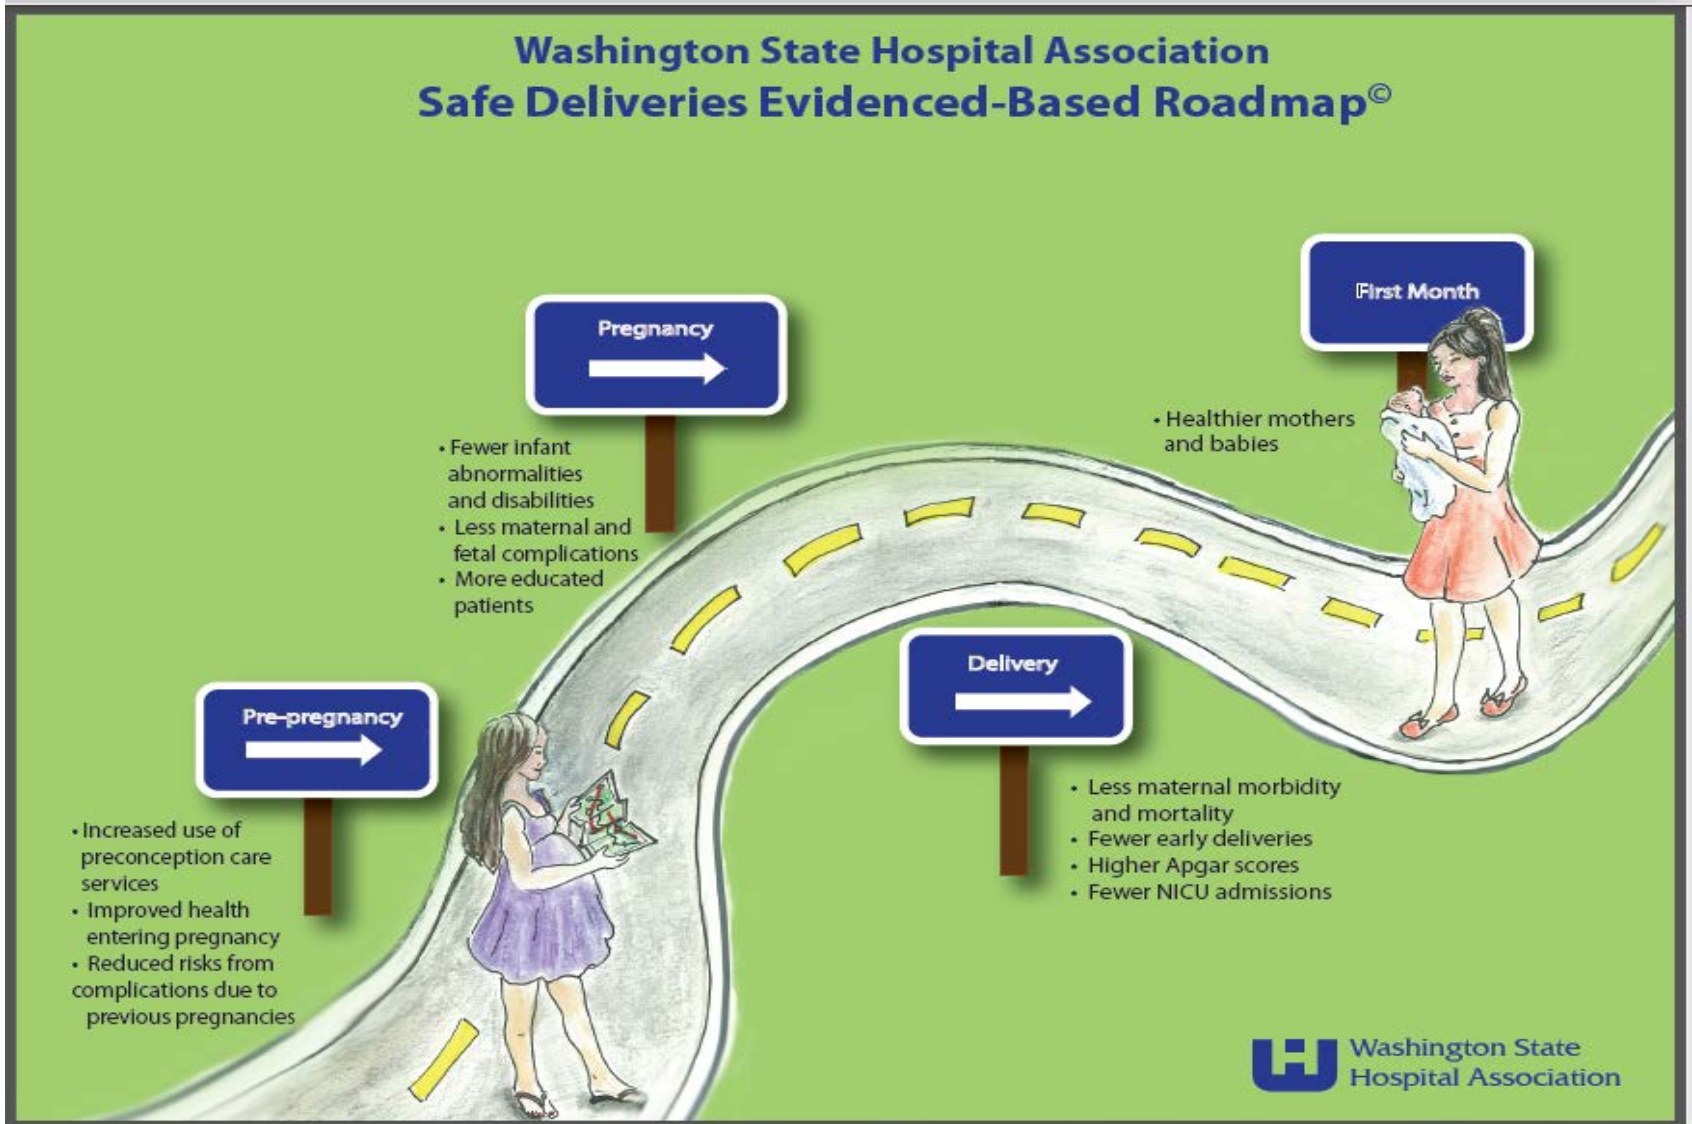 Washington State Hospital Association
Safe Deliveries Evidenced-Based Roadmap©
Pre-pregnancy
• Increased use of
preconception care
services
• Improved health
entering pregnancy
• Reduced risks from
complications due to
previous pregnancies
Pregnancy
• Fewer infant
abnormalities
and disabilities
• Less maternal and
fetal complications
• More educated
patients
Delivery
• Less maternal morbidity
and mortality
• Fewer early deliveries
• Higher Apgar scores
• Fewer NICU admissions
First Month
• Healthier mothers
and babies
Washington State
Hospital Association